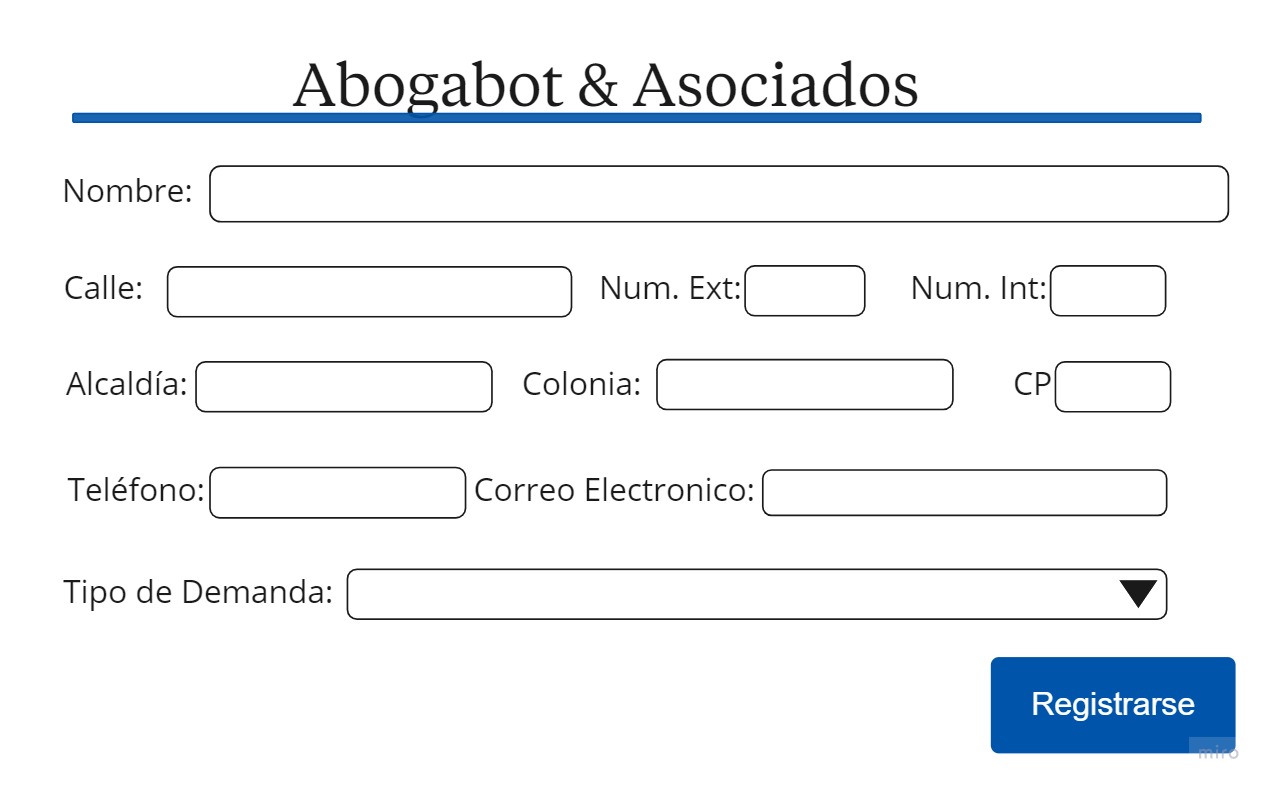 Abogabot & Asociados
Nombre:
Calle: Num. Ext: Num. Int:
Alcaldía: Colonia: CP
Teléfono: Correo Electronico:
Tipo de Demanda:
Registrarse
miro